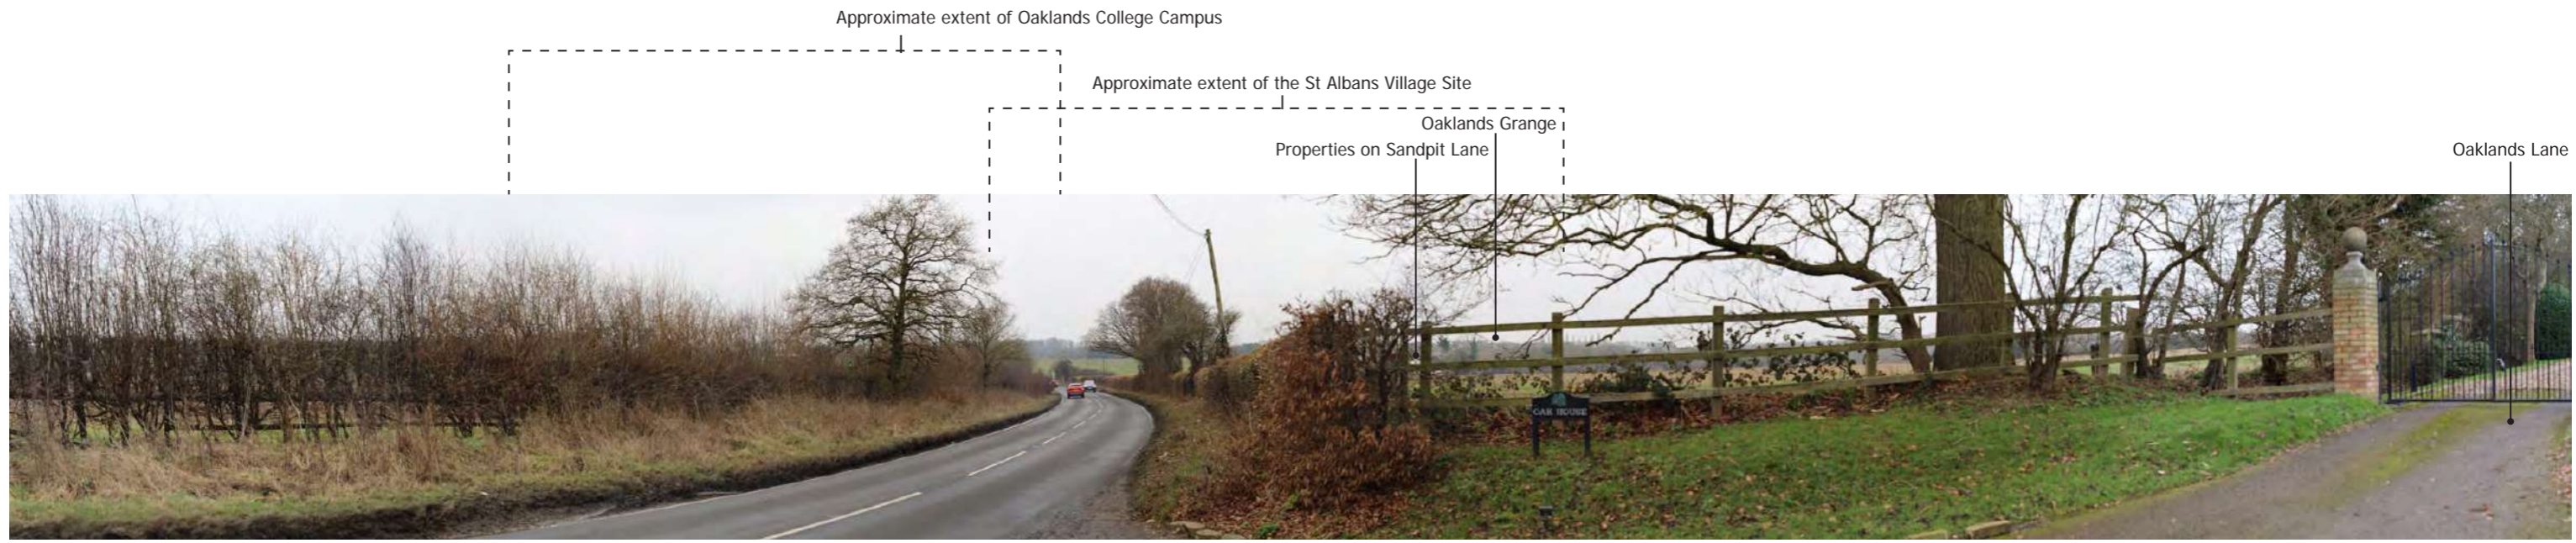 Approximate extent of Oaklands College Campus
Approximate extent of the St Albans Village Site
Oaklands Grange
Properties on Sandpit Lane
Oaklands Lane
OAK HOUSE